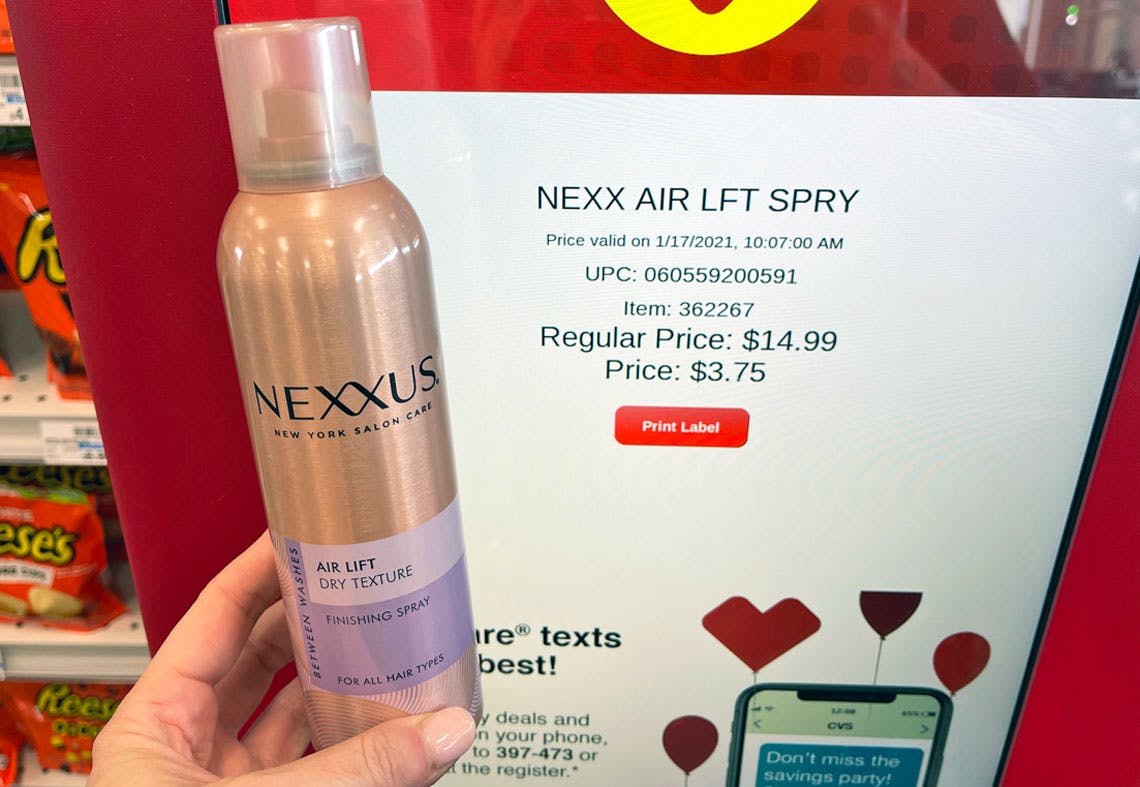 NEXX AIR LFT SPRY
Price valid on 1/17/2021, 10:07:00 AM
UPC: 060559200591
Item: 362267
Regular Price: $14.99
Price: $3.75
Print Label
NEXXUS
NEW YORK SALON CARE
BETWEEN WASHES
AIR LIFT
DRY TEXTURE
FINISHING SPRAY
FOR ALL HAIR TYPES
texts
best!
deals and
your phone,
to 397-473 or
the register.*
12:98
CVS
Don't miss the
savings party!
Reese's